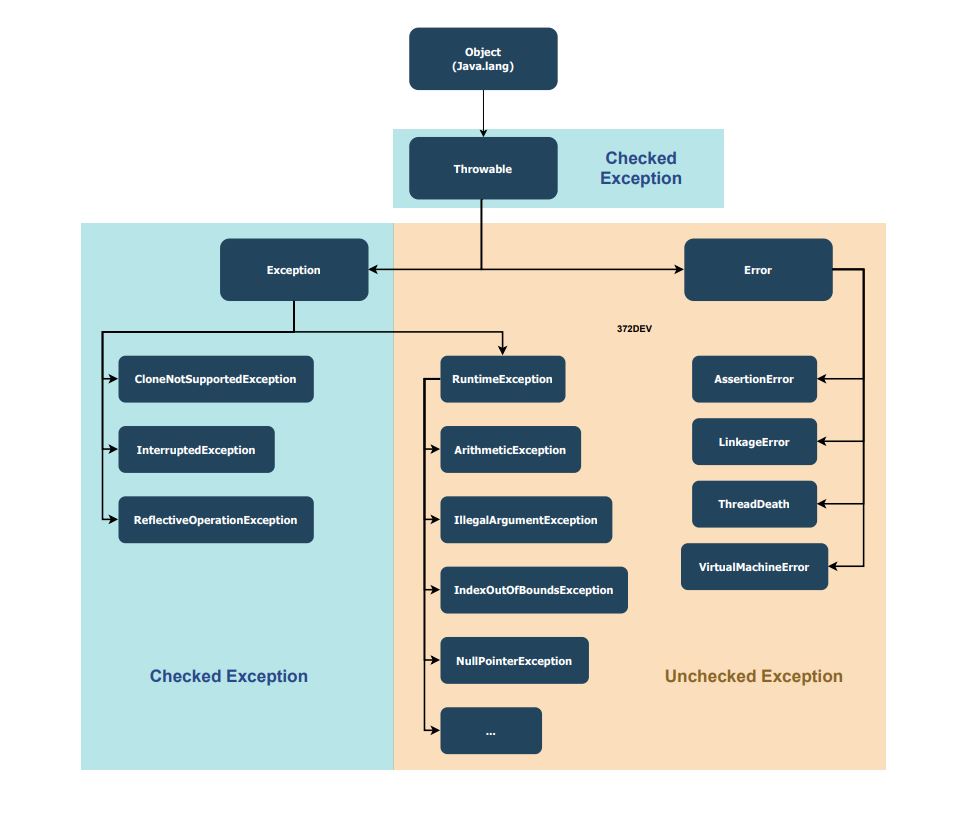 Object
(Java.lang)
Throwable
Checked
Exception
Exception
Error
372DEV
CloneNotSupportedException
RuntimeException
AssertionError
InterruptedException
ArithmeticException
LinkageError
ReflectiveOperationException
IllegalArgumentException
ThreadDeath
VirtualMachineError
IndexOutOfBoundsException
NullPointerException
Checked Exception
Unchecked Exception
...